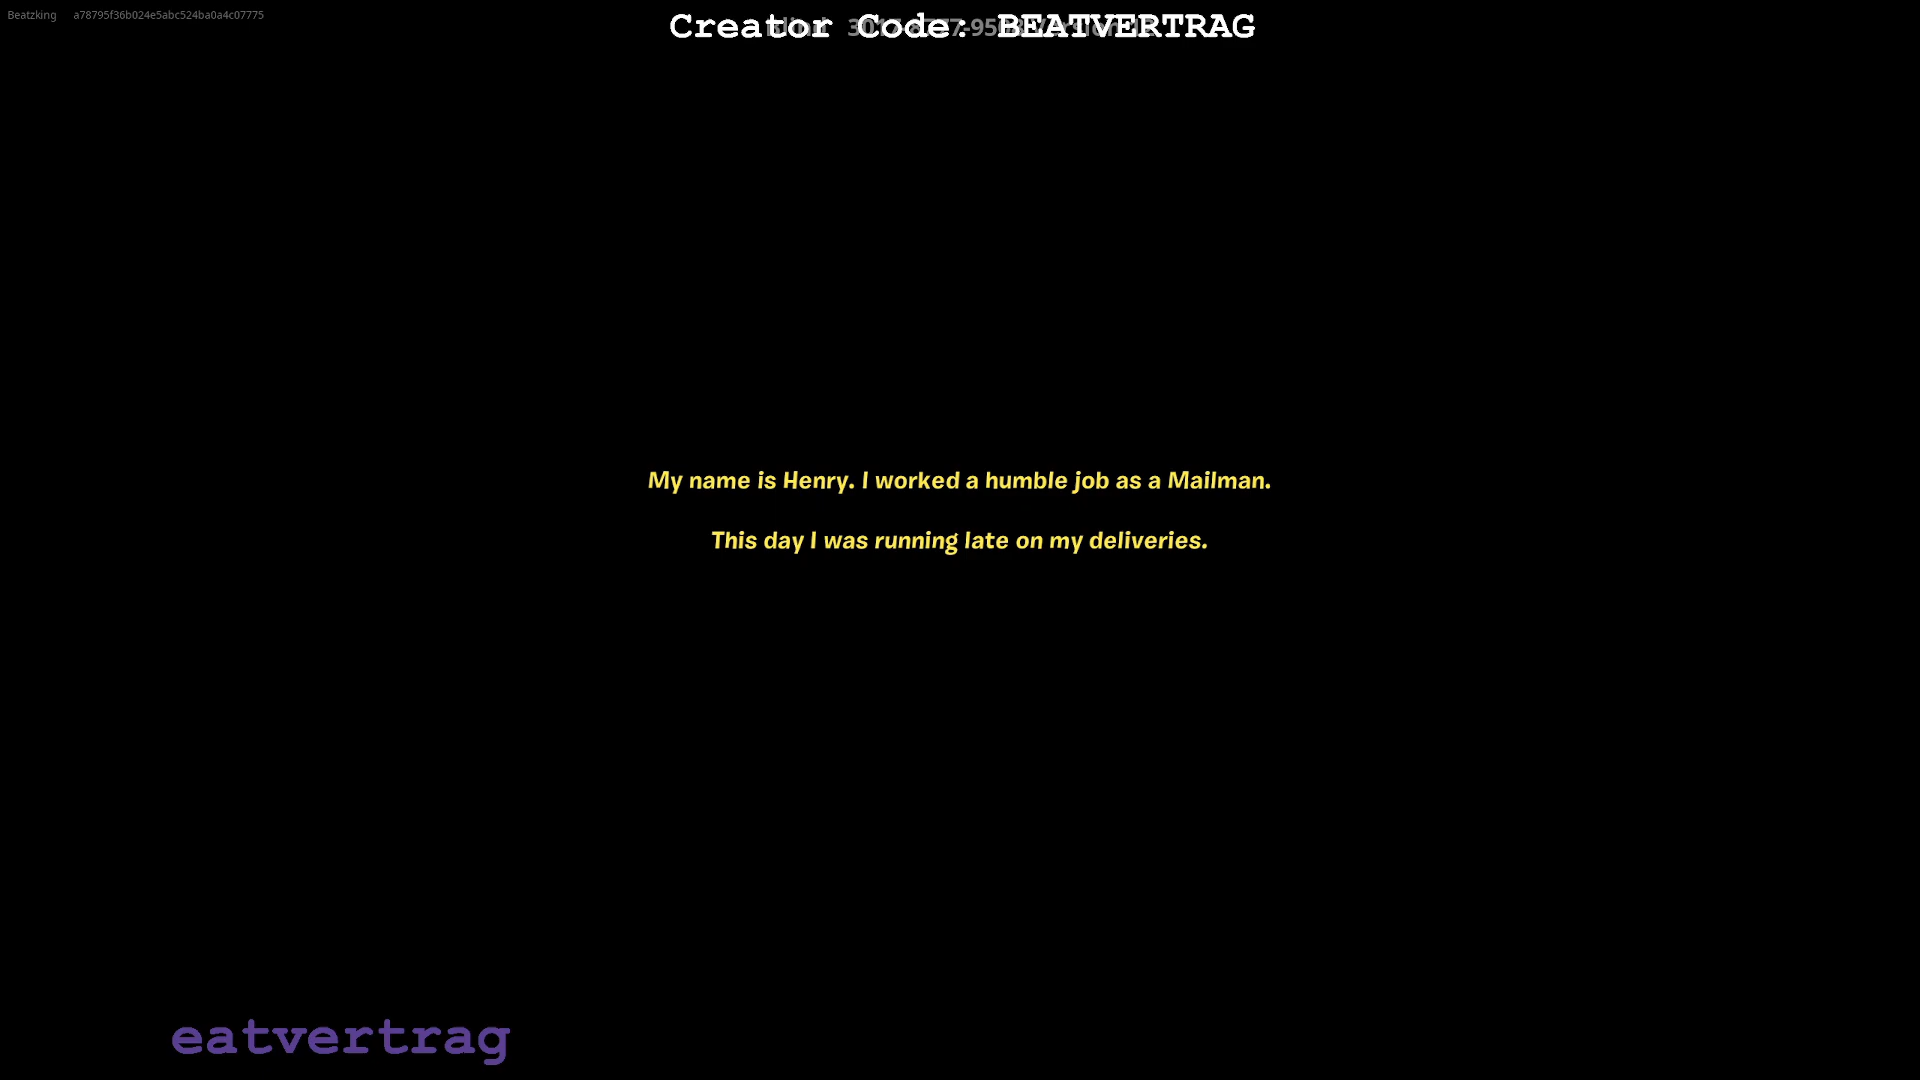 Beatzking a78795f36b024e5abc524ba0a4c07775
Creator Code: BEATVERTRAG
My name is Henry. I worked a humble job as a Mailman.
This day I was running late on my deliveries.
eatvertrag